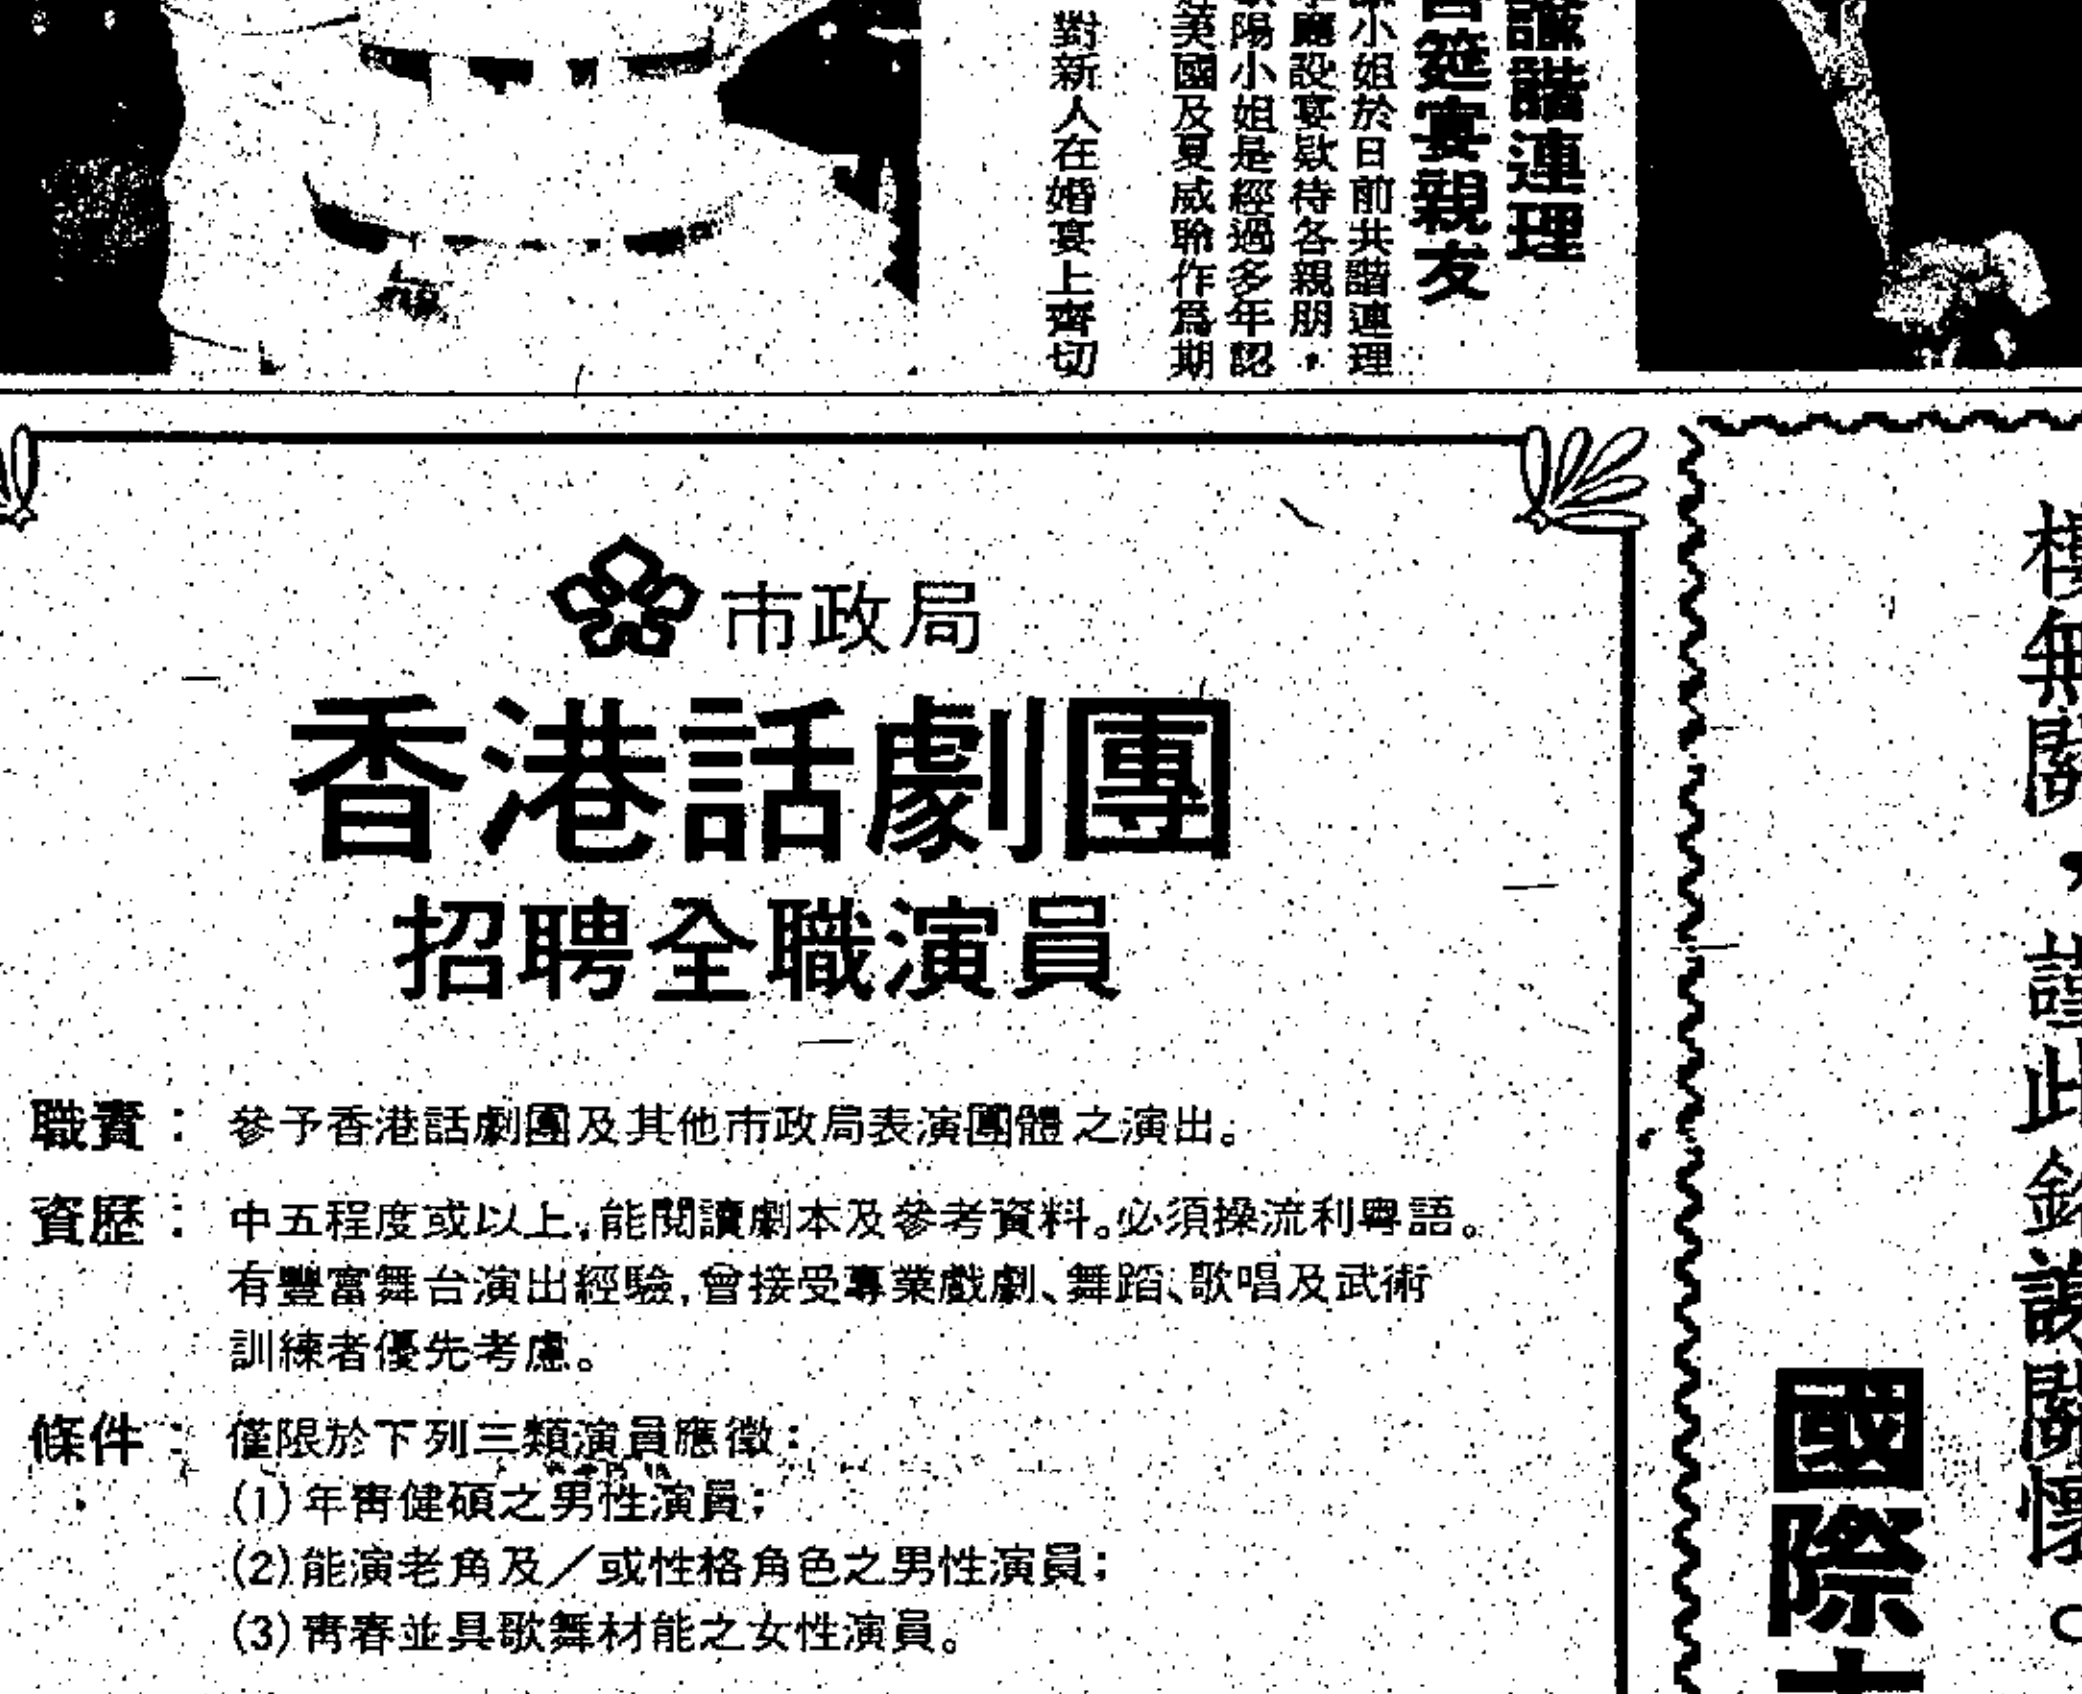 諧連理
筵宴親友
小姐於日前共諧連理
設宴欵待各親朋，
陽小姐是經過多年認
美國及夏威聆作爲期
對新人在婚宴上齊切
市政局
香港話劇團
招聘全職演員
職責：參予香港話劇團及其他市政局表演團體之演出。
資歷：中五程度或以上，能閱讀劇本及參考資料。必須操流利粵語。
有豐富舞台演出經驗，曾接受專業戲劇、舞蹈、歌唱及武術
訓練者優先考慮。
條件：僅限於下列三類演員應徵：
(1)年靑健碩之男性演員；
(2)能演老角及／或性格角色之男性演員；
(3)靑春並具歌舞材能之女性演員。
國際